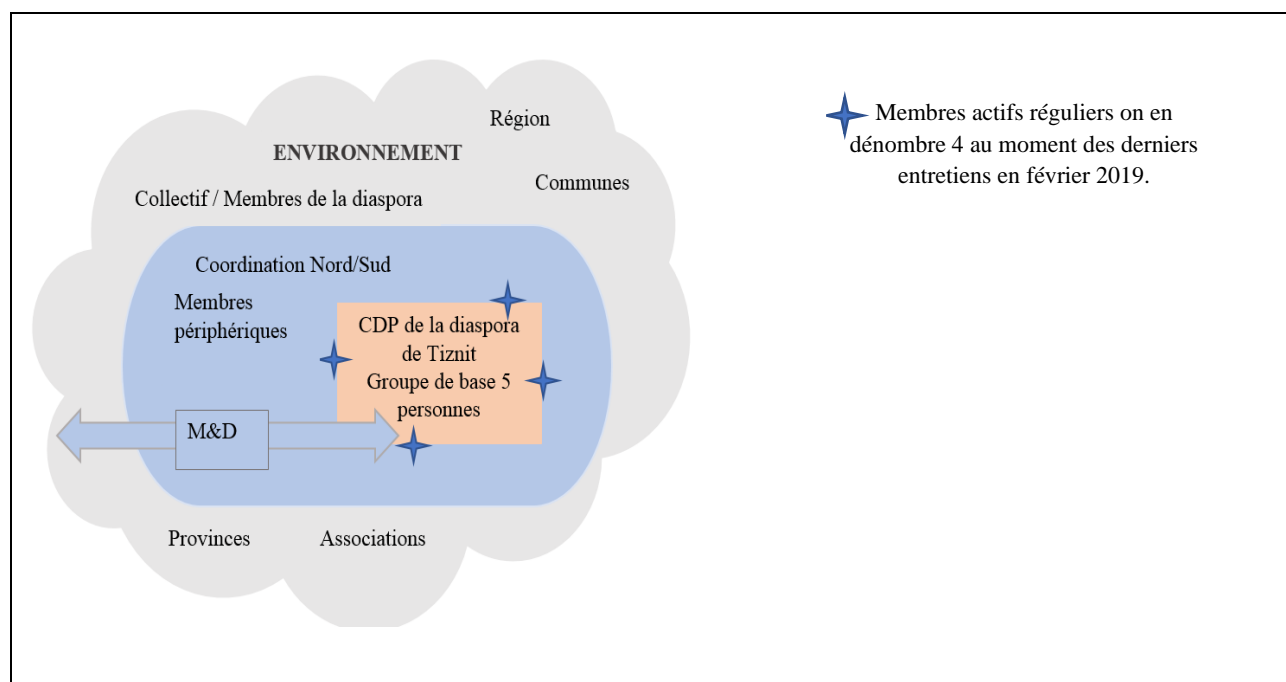 Région
ENVIRONNEMENT
Communes
Collectif / Membres de la diaspora
Coordination Nord/Sud
Membres
périphériques
CDP de la diaspora
de Tiznit
Groupe de base 5
personnes
M&D
Provinces
Associations
Membres actifs réguliers on en
dénombre 4 au moment des derniers
entretiens en février 2019.